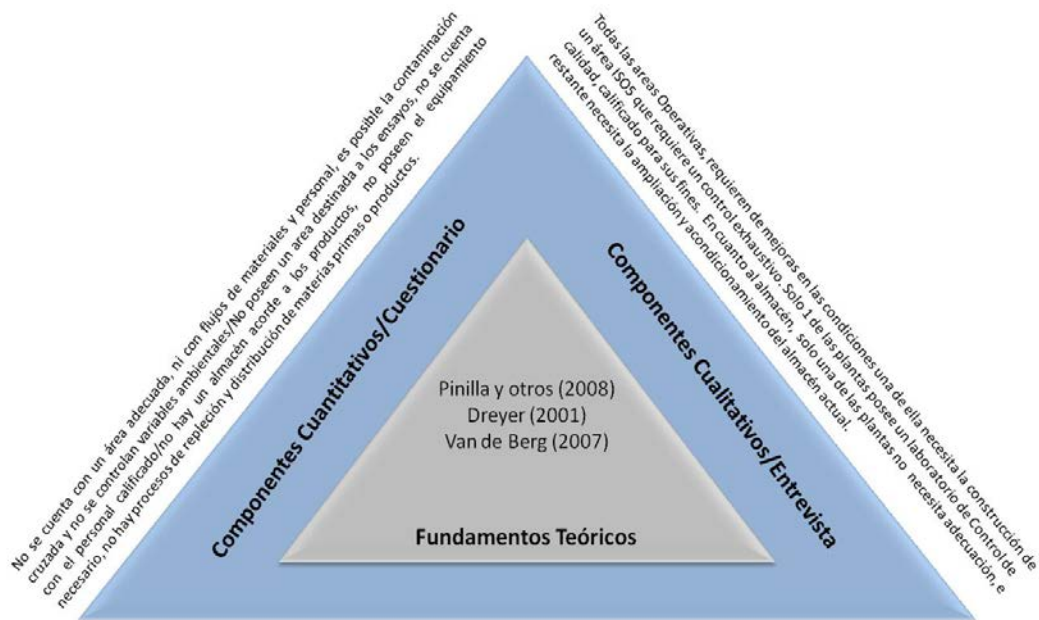 No se cuenta con un área adecuada, ni con flujos de materiales y personal, es posible la contaminación
cruzada y no se controlan variables ambientales/No poseen un area destinada a los ensayos, no se cuenta
con el personal calificado/no hay un almacén acorde a los productos, no poseen el equipamiento
necesario, no hay procesos de repleción y distribución de materias primas o productos.
Componentes Cuantitativos/Cuestionario
Todas las areas Operativas, requieren de mejoras en las condiciones una de ella necesita la construcción de
un área ISO5 que requiere un control exhaustivo. Solo 1 de las plantas posee un laboratorio de Control de
calidad, calificado para sus fines. En cuanto al almacén, solo una de las plantas no necesita adecuación, e
restante necesita la ampliación y acondicionamiento del almacén actual.
Componentes Cualitativos/Entrevista
Pinilla y otros (2008)
Dreyer (2001)
Van de Berg (2007)
Fundamentos Teóricos